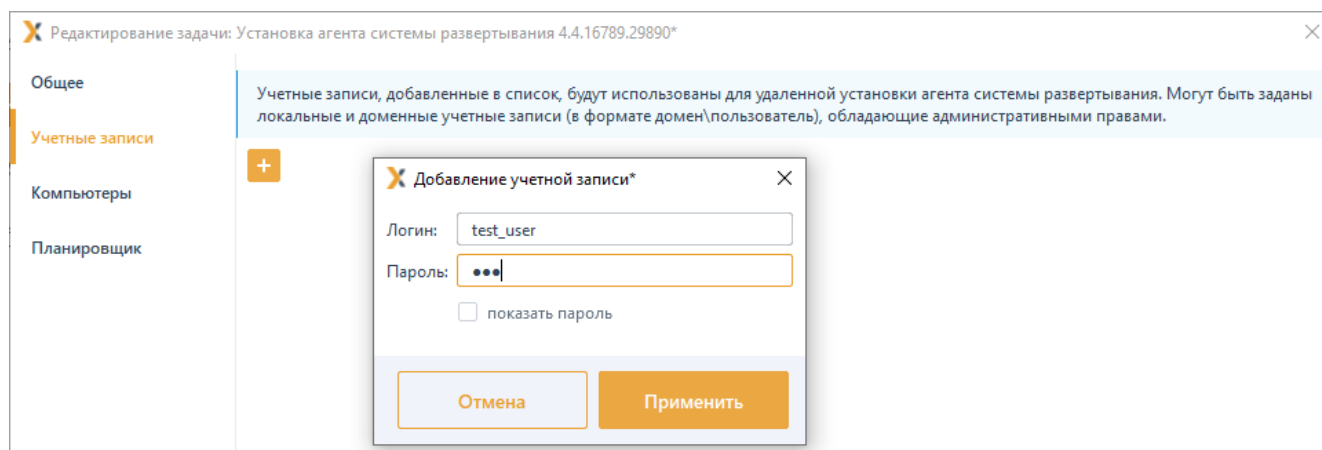 Редактирование задачи: Установка агента системы развертывания 4.4.16789.29890*
Общее
Учетные записи, добавленные в список, будут использованы для удаленной установки агента системы развертывания. Могут быть заданы
локальные и доменные учетные записи (в формате домен\пользователь), обладающие административными правами.
Учетные записи
+
Добавление учетной записи*
Компьютеры
Логин: test_user
Планировщик
Пароль: •••
показать пароль
Отмена
Применить